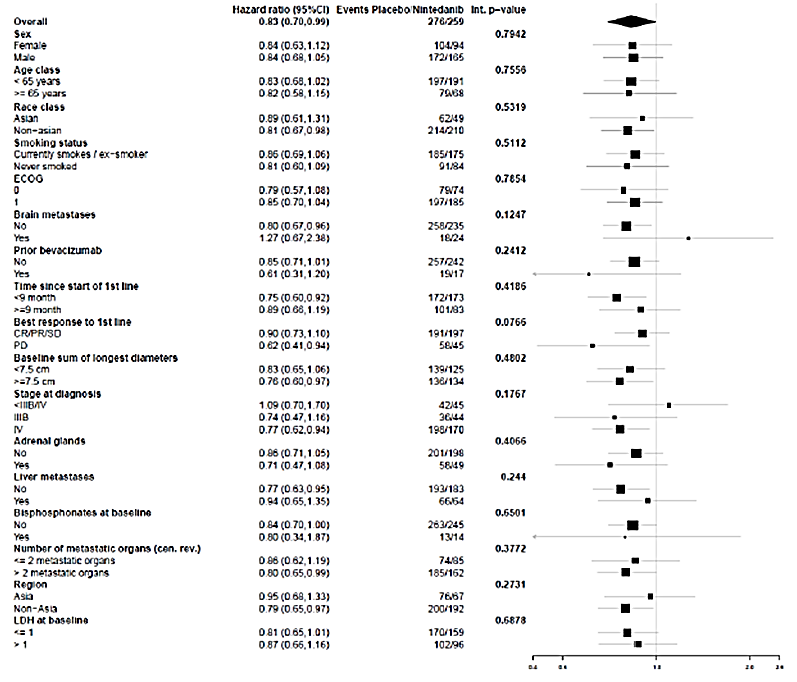 Hazard ratio (95%CI) Events Placebo/Nintedanib Int. p-value
Overall 0.83 (0.70,0.99) 276/259
Sex 0.7942
Female 0.84 (0.63,1.12) 104/94
Male 0.84 (0.68,1.05) 172/165
Age class 0.7556
< 65 years 0.83 (0.68,1.02) 197/191
>= 65 years 0.82 (0.58,1.15) 79/68
Race class 0.5319
Asian 0.89 (0.61,1.31) 62/49
Non-asian 0.81 (0.67,0.98) 214/210
Smoking status 0.5112
Currently smokes / ex-smoker 0.86 (0.69,1.06) 185/175
Never smoked 0.81 (0.60,1.09) 91/84
ECOG 0.7654
0 0.79 (0.57,1.08) 79/74
1 0.85 (0.70,1.04) 197/185
Brain metastases 0.1247
No 0.80 (0.67,0.96) 258/235
Yes 1.27 (0.67,2.38) 18/24
Prior bevacizumab 0.2412
No 0.85 (0.71,1.01) 257/242
Yes 0.61 (0.31,1.20) 19/17
Time since start of 1st line 0.4186
<9 month 0.75 (0.60,0.92) 172/173
>=9 month 0.89 (0.66,1.19) 101/83
Best response to 1st line 0.0766
CR/PR/SD 0.90 (0.73,1.10) 191/197
PD 0.62 (0.41,0.94) 58/45
Baseline sum of longest diameters 0.4802
<7.5 cm 0.83 (0.65,1.06) 139/125
>=7.5 cm 0.76 (0.60,0.97) 136/134
Stage at diagnosis 0.1767
<IIIB/IV 1.09 (0.70,1.70) 42/45
IIIB 0.74 (0.47,1.16) 36/44
IV 0.77 (0.62,0.94) 198/170
Adrenal glands 0.4066
No 0.86 (0.71,1.05) 201/198
Yes 0.71 (0.47,1.08) 58/49
Liver metastases 0.244
No 0.77 (0.63,0.95) 193/183
Yes 0.94 (0.65,1.35) 66/64
Bisphosphonates at baseline 0.6501
No 0.84 (0.70,1.00) 263/245
Yes 0.80 (0.34,1.87) 13/14
Number of metastatic organs (cen. rev.) 0.3772
<= 2 metastatic organs 0.86 (0.62,1.19) 74/85
> 2 metastatic organs 0.80 (0.65,0.99) 185/162
Region 0.2731
Asia 0.95 (0.68,1.33) 76/67
Non-Asia 0.79 (0.65,0.97) 200/192
LDH at baseline 0.6878
<= 1 0.81 (0.65,1.01) 170/159
> 1 0.87 (0.66,1.16) 102/96